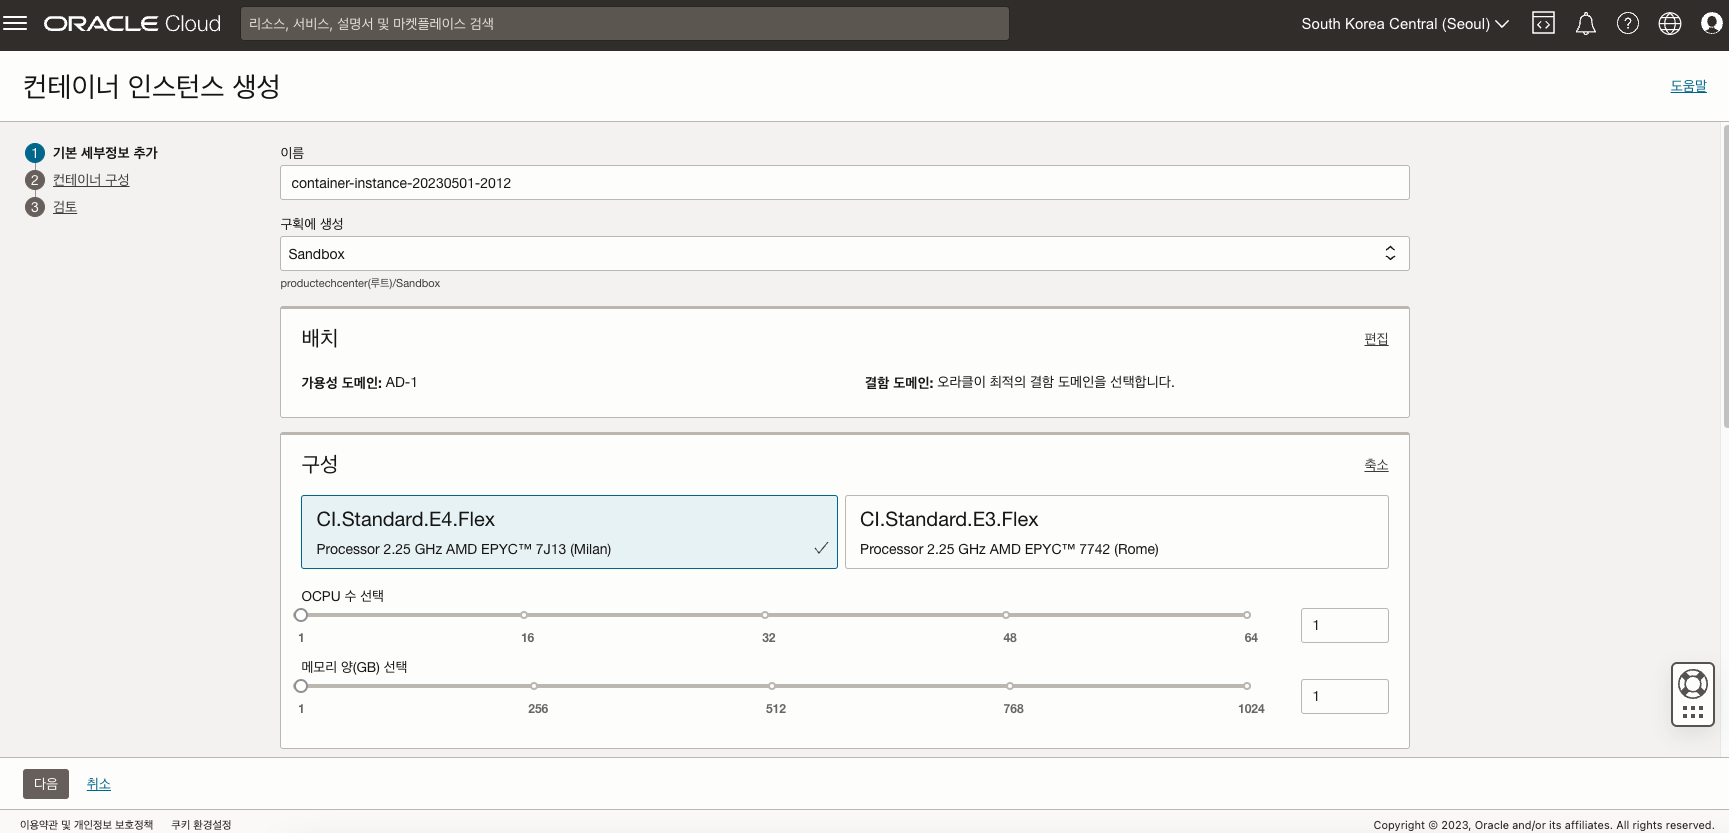 ORACLE Cloud
리소스, 서비스, 설명서 및 마켓플레이스 검색
South Korea Central (Seoul)
컨테이너 인스턴스 생성
도움말
1 기본 세부정보 추가
2 컨테이너 구성
3 검토
이름
container-instance-20230501-2012
구획에 생성
Sandbox
productechcenter(루트)/Sandbox
배치
편집
가용성 도메인: AD-1
결함 도메인: 오라클이 최적의 결함 도메인을 선택합니다.
구성
축소
CI.Standard.E4.Flex
Processor 2.25 GHz AMD EPYC™ 7J13 (Milan)
CI.Standard.E3.Flex
Processor 2.25 GHz AMD EPYC™ 7742 (Rome)
OCPU 수 선택
1 16 32 48 64
1
메모리 양(GB) 선택
1 256 512 768 1024
1
다음 취소
이용약관 및 개인정보 보호정책 쿠키 환경설정
Copyright © 2023, Oracle and/or its affiliates. All rights reserved.